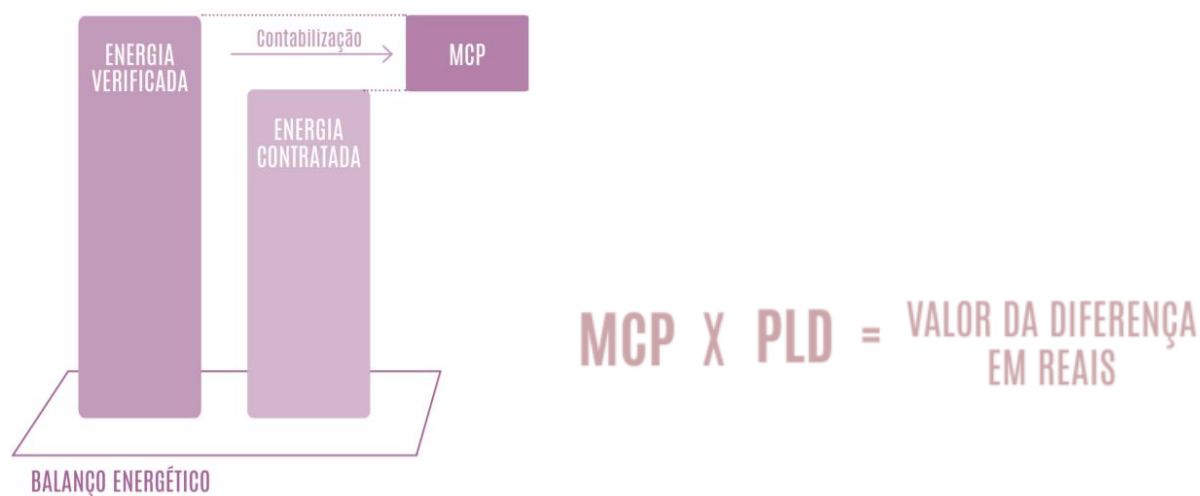 ENERGIA
VERIFICADA
Contabilização
MCP
ENERGIA
CONTRATADA
BALANÇO ENERGÉTICO
MCP X PLD = VALOR DA DIFERENÇA
EM REAIS